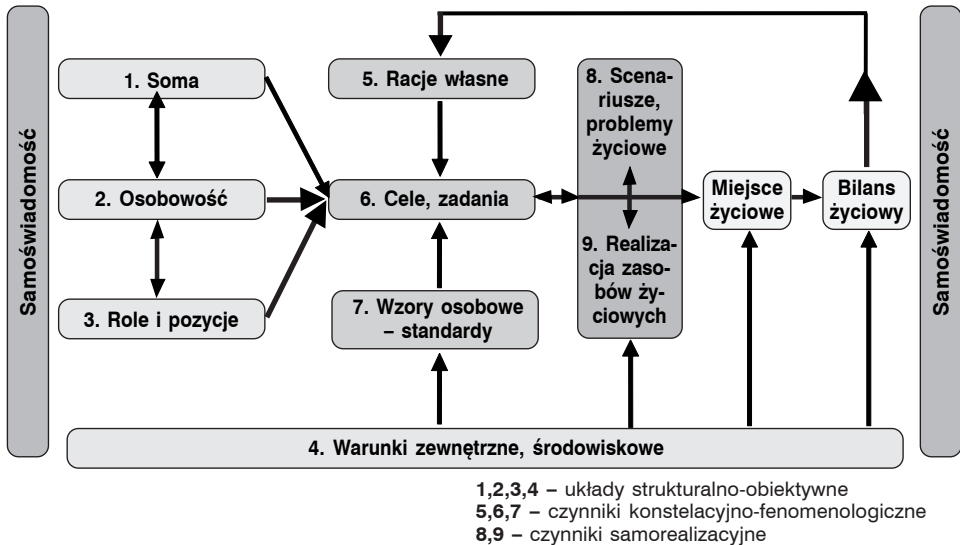 Samoświadomość
1. Soma
2. Osobowość
3. Role i pozycje
5. Racje własne
6. Cele, zadania
7. Wzory osobowe
– standardy
8. Scena-
riusze,
problemy
życiowe
9. Realiza-
cja zaso-
bów ży-
ciowych
Miejsce
życiowe
Bilans
życiowy
Samoświadomość
4. Warunki zewnętrzne, środowiskowe
1,2,3,4 – układy strukturalno-obiektywne
5,6,7 – czynniki konstelacyjno-fenomenologiczne
8,9 – czynniki samorealizacyjne